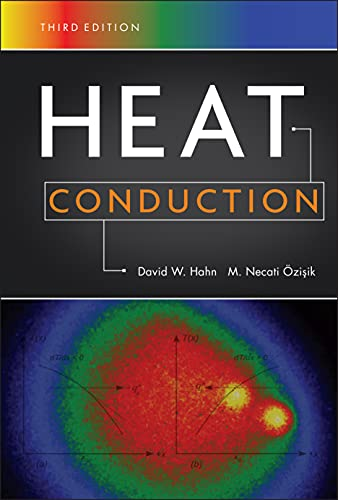 THIRD EDITION
HEAT
CONDUCTION
David W. Hahn M. Necati Özişik
T(x)
(a)
(b)
x